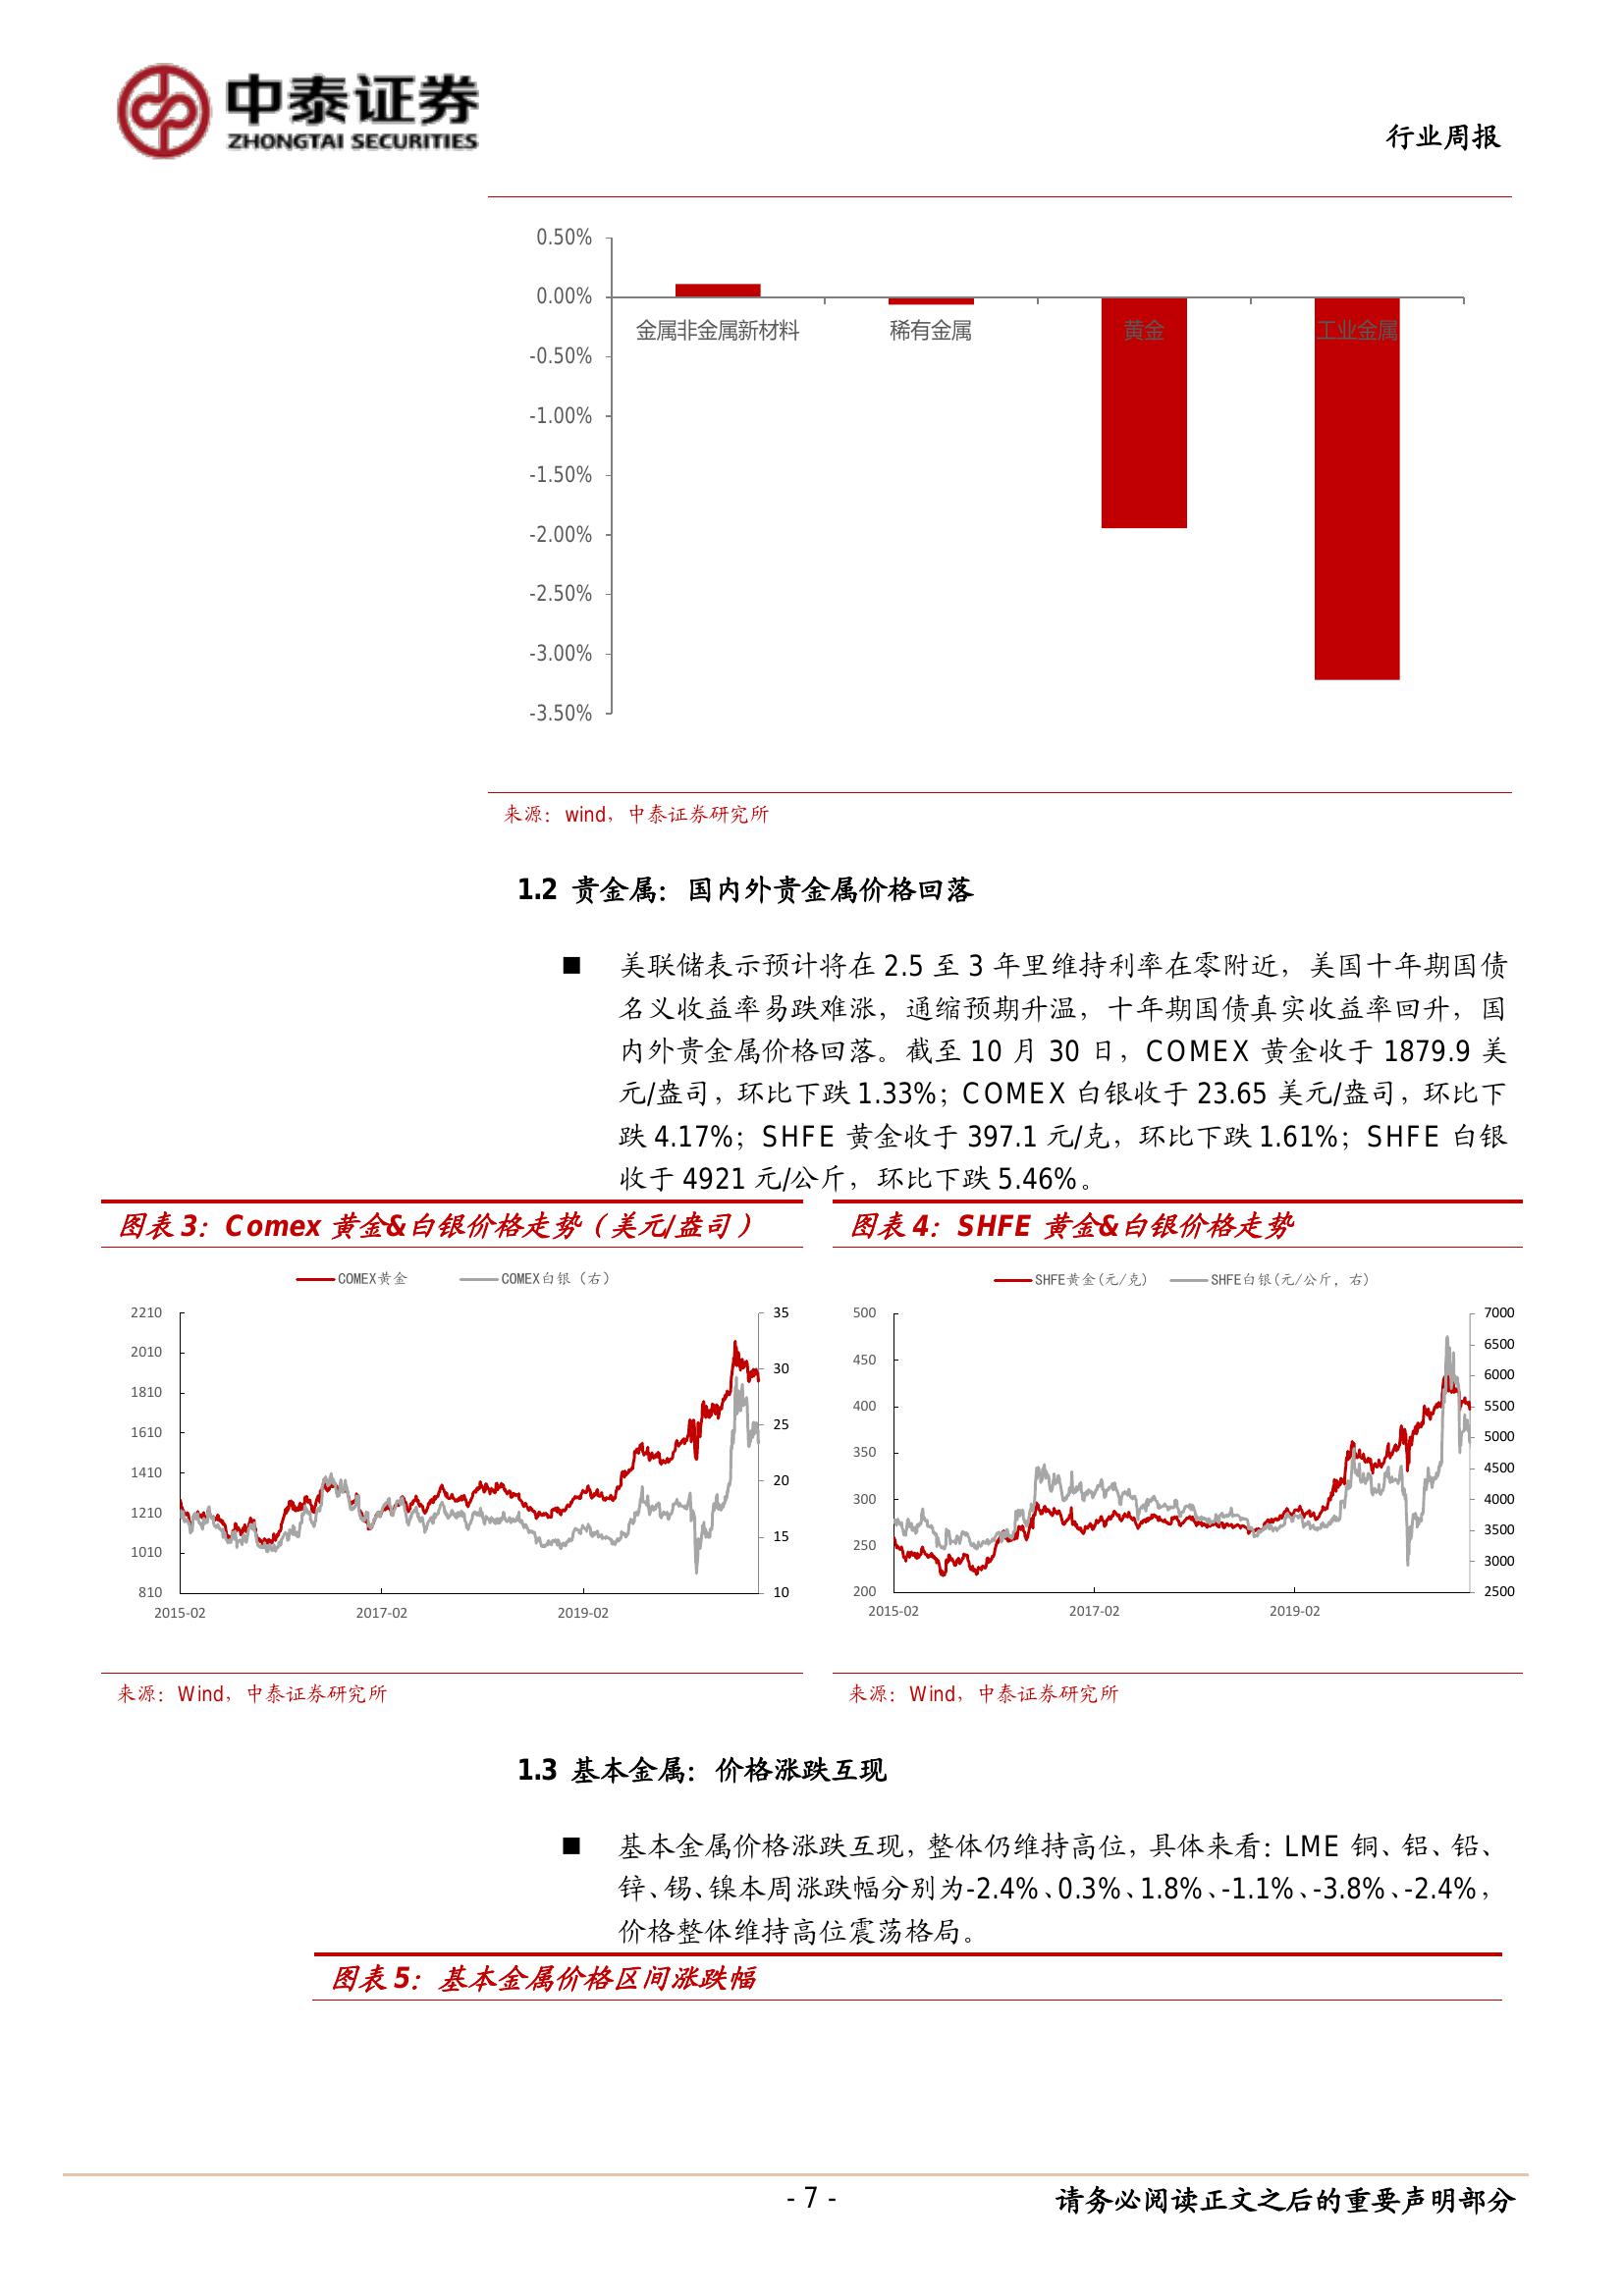 中泰证券
ZHONGTAI SECURITIES
行业周报
0.50%
0.00%
-0.50%
-1.00%
-1.50%
-2.00%
-2.50%
-3.00%
-3.50%
金属非金属新材料
稀有金属
黄金
工业金属
来源：wind，中泰证券研究所
1.2 贵金属：国内外贵金属价格回落
■ 美联储表示预计将在 2.5 至 3 年里维持利率在零附近，美国十年期国债
名义收益率易跌难涨，通缩预期升温，十年期国债真实收益率回升，国
内外贵金属价格回落。截至 10 月 30 日，COMEX 黄金收于 1879.9 美
元/盎司，环比下跌 1.33%；COMEX 白银收于 23.65 美元/盎司，环比下
跌 4.17%；SHFE 黄金收于 397.1 元/克，环比下跌 1.61%；SHFE 白银
收于 4921 元/公斤，环比下跌 5.46%。
图表 3：Comex 黄金&白银价格走势（美元/盎司）
COMEX黄金
COMEX白银（右）
2210
2010
1810
1610
1410
1210
1010
810
35
30
25
20
15
10
2015-02
2017-02
2019-02
来源：Wind，中泰证券研究所
图表 4：SHFE 黄金&白银价格走势
SHFE黄金(元/克)
SHFE白银(元/公斤，右)
500
450
400
350
300
250
200
7000
6500
6000
5500
5000
4500
4000
3500
3000
2500
2015-02
2017-02
2019-02
来源：Wind，中泰证券研究所
1.3 基本金属：价格涨跌互现
■ 基本金属价格涨跌互现，整体仍维持高位，具体来看：LME 铜、铝、铅、
锌、锡、镍本周涨跌幅分别为-2.4%、0.3%、1.8%、-1.1%、-3.8%、-2.4%，
价格整体维持高位震荡格局。
图表 5：基本金属价格区间涨跌幅
- 7 -
请务必阅读正文之后的重要声明部分